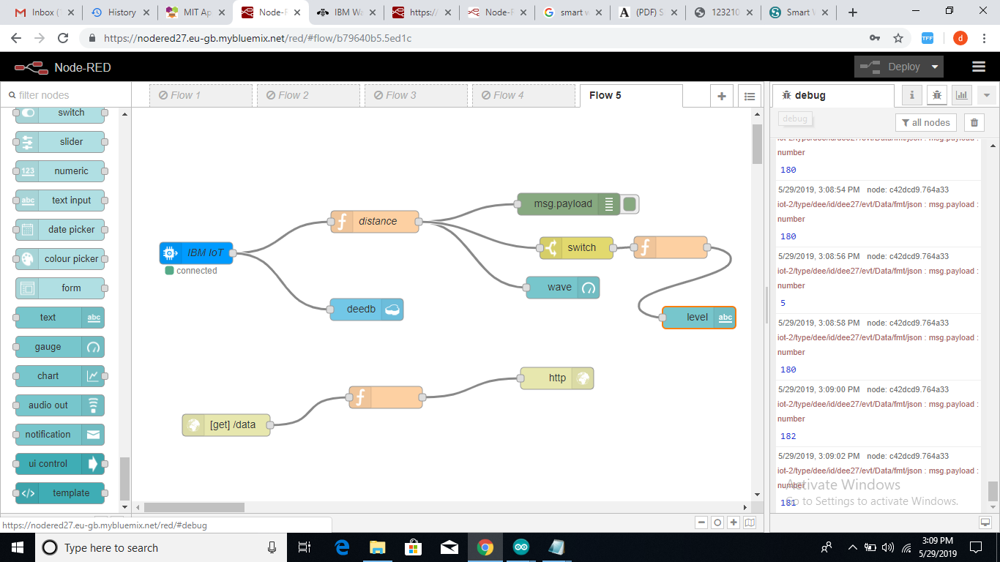 Inbox (
History
MIT Ap
Node-R
IBM Wa
https://
Node-R
smart w
(PDF) S
123210
Smart V
https://nodered27.eu-gb.mybluemix.net/red/#flow/b79640b5.5ed1c
TFF
d
Node-RED
Deploy
filter nodes
Flow 1
Flow 2
Flow 3
Flow 4
Flow 5
debug
i
debug
all nodes
switch
slider
123 numeric
abc text input
date picker
colour picker
form
text abc
gauge
chart
audio out
notification
ui control
template
IBM IoT
connected
f distance
deedb
msg.payload
switch
f
wave
level abc
[get] /data
f
http
iot-2/type/dee/id/dee27/evt/Data/fmt/json : msg.payload :
number
180
5/29/2019, 3:08:54 PM node: c42dcd9.764a33
iot-2/type/dee/id/dee27/evt/Data/fmt/json : msg.payload :
number
180
5/29/2019, 3:08:56 PM node: c42dcd9.764a33
iot-2/type/dee/id/dee27/evt/Data/fmt/json : msg.payload :
number
5
5/29/2019, 3:08:58 PM node: c42dcd9.764a33
iot-2/type/dee/id/dee27/evt/Data/fmt/json : msg.payload :
number
180
5/29/2019, 3:09:00 PM node: c42dcd9.764a33
iot-2/type/dee/id/dee27/evt/Data/fmt/json : msg.payload :
number
182
5/29/2019, 3:09:02 PM node: c42dcd9.764a33
iot-2/type/dee/id/dee27/evt/Data/fmt/json : msg.payload :
number
181
Activate Windows
Go to Settings to activate Windows.
https://nodered27.eu-gb.mybluemix.net/red/#debug
Type here to search
3:09 PM
5/29/2019